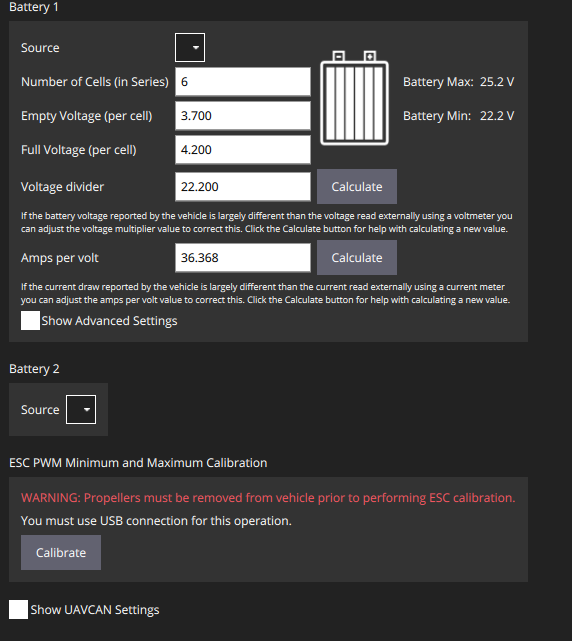 Battery 1
Source
Number of Cells (in Series) 6 Battery Max: 25.2 V
Empty Voltage (per cell) 3.700 Battery Min: 22.2 V
Full Voltage (per cell) 4.200
Voltage divider 22.200 Calculate
If the battery voltage reported by the vehicle is largely different than the voltage read externally using a voltmeter you
can adjust the voltage multiplier value to correct this. Click the Calculate button for help with calculating a new value.
Amps per volt 36.368 Calculate
If the current draw reported by the vehicle is largely different than the current read externally using a current meter
you can adjust the amps per volt value to correct this. Click the Calculate button for help with calculating a new value.
Show Advanced Settings
Battery 2
Source
ESC PWM Minimum and Maximum Calibration
WARNING: Propellers must be removed from vehicle prior to performing ESC calibration.
You must use USB connection for this operation.
Calibrate
Show UAVCAN Settings